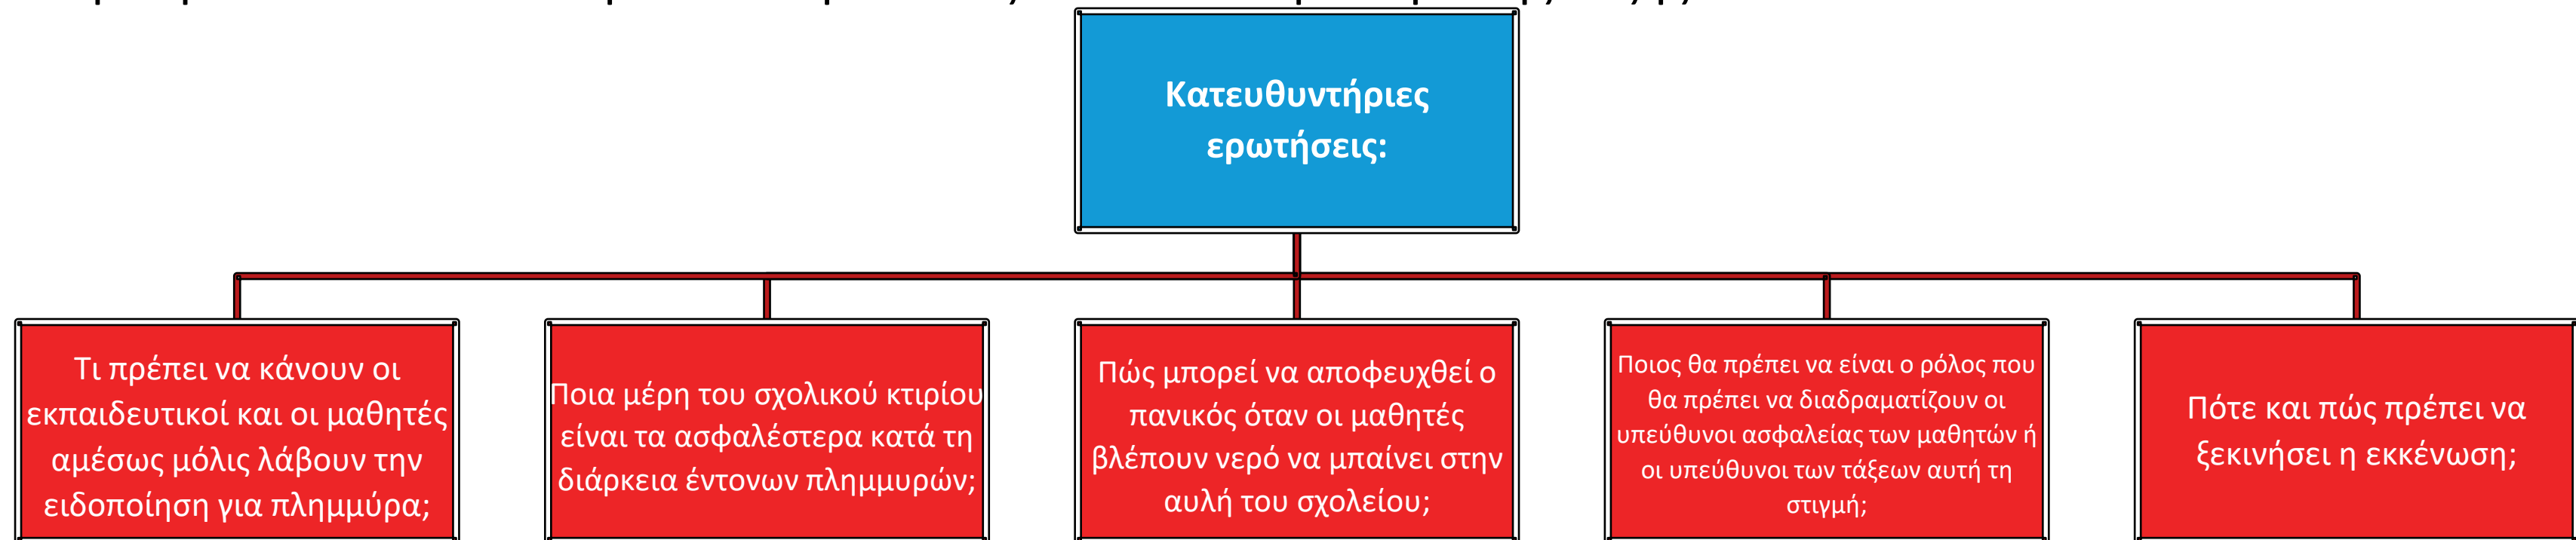 Κατευθυντήριες
ερωτήσεις:
Τι πρέπει να κάνουν οι
εκπαιδευτικοί και οι μαθητές
αμέσως μόλις λάβουν την
ειδοποίηση για πλημμύρα;
Ποια μέρη του σχολικού κτιρίου
είναι τα ασφαλέστερα κατά τη
διάρκεια έντονων πλημμυρών;
Πώς μπορεί να αποφευχθεί ο
πανικός όταν οι μαθητές
βλέπουν νερό να μπαίνει στην
αυλή του σχολείου;
Ποιος θα πρέπει να είναι ο ρόλος που
θα πρέπει να διαδραματίζουν οι
υπεύθυνοι ασφαλείας των μαθητών ή
οι υπεύθυνοι των τάξεων αυτή τη
στιγμή;
Πότε και πώς πρέπει να
ξεκινήσει η εκκένωση;